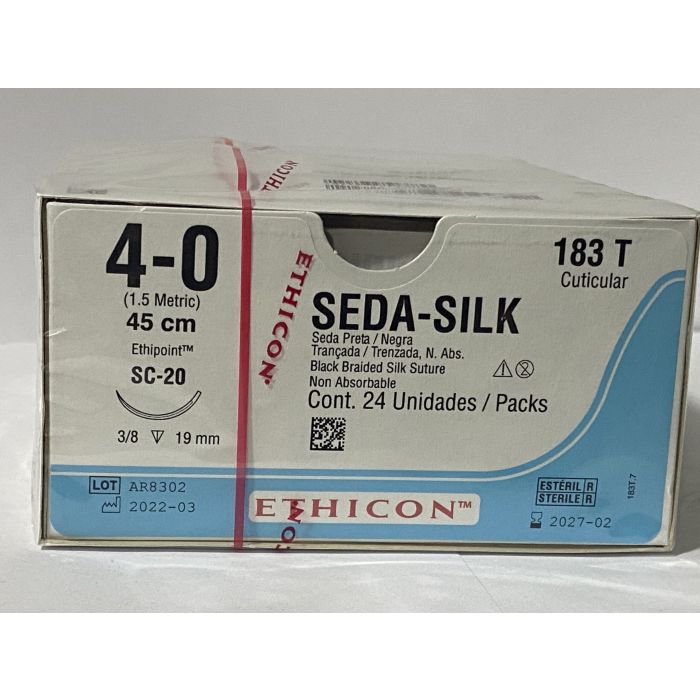 ETHICON
4-0
(1.5 Metric)
45 cm
Ethipoint™
SC-20
3/8 19 mm
ETHICON
183 T
Cuticular
SEDA-SILK
Seda Preta / Negra
Trançada / Trenzada, N. Abs.
Black Braided Silk Suture
Non Absorbable
Cont. 24 Unidades / Packs
LOT AR8302
2022-03
ETHICON™
CON
ESTÉRIL R
STERILE R
2027-02
183T.7